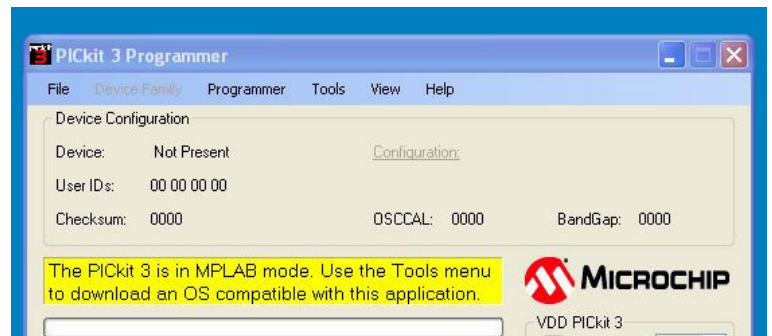 PICkit 3 Programmer
File Device Family Programmer Tools View Help
Device Configuration
Device: Not Present Configuration:
User IDs: 00 00 00 00
Checksum: 0000 OSCCAL: 0000 BandGap: 0000
The PICkit 3 is in MPLAB mode. Use the Tools menu
to download an OS compatible with this application.
MICROCHIP
VDD PICkit 3